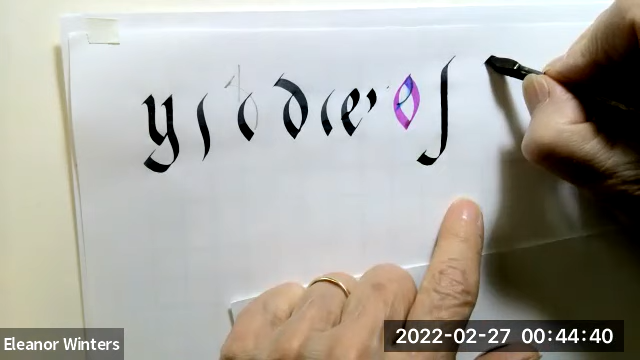 y ı ı d ı e ʼ o ʃ
Eleanor Winters
2022-02-27 00:44:40